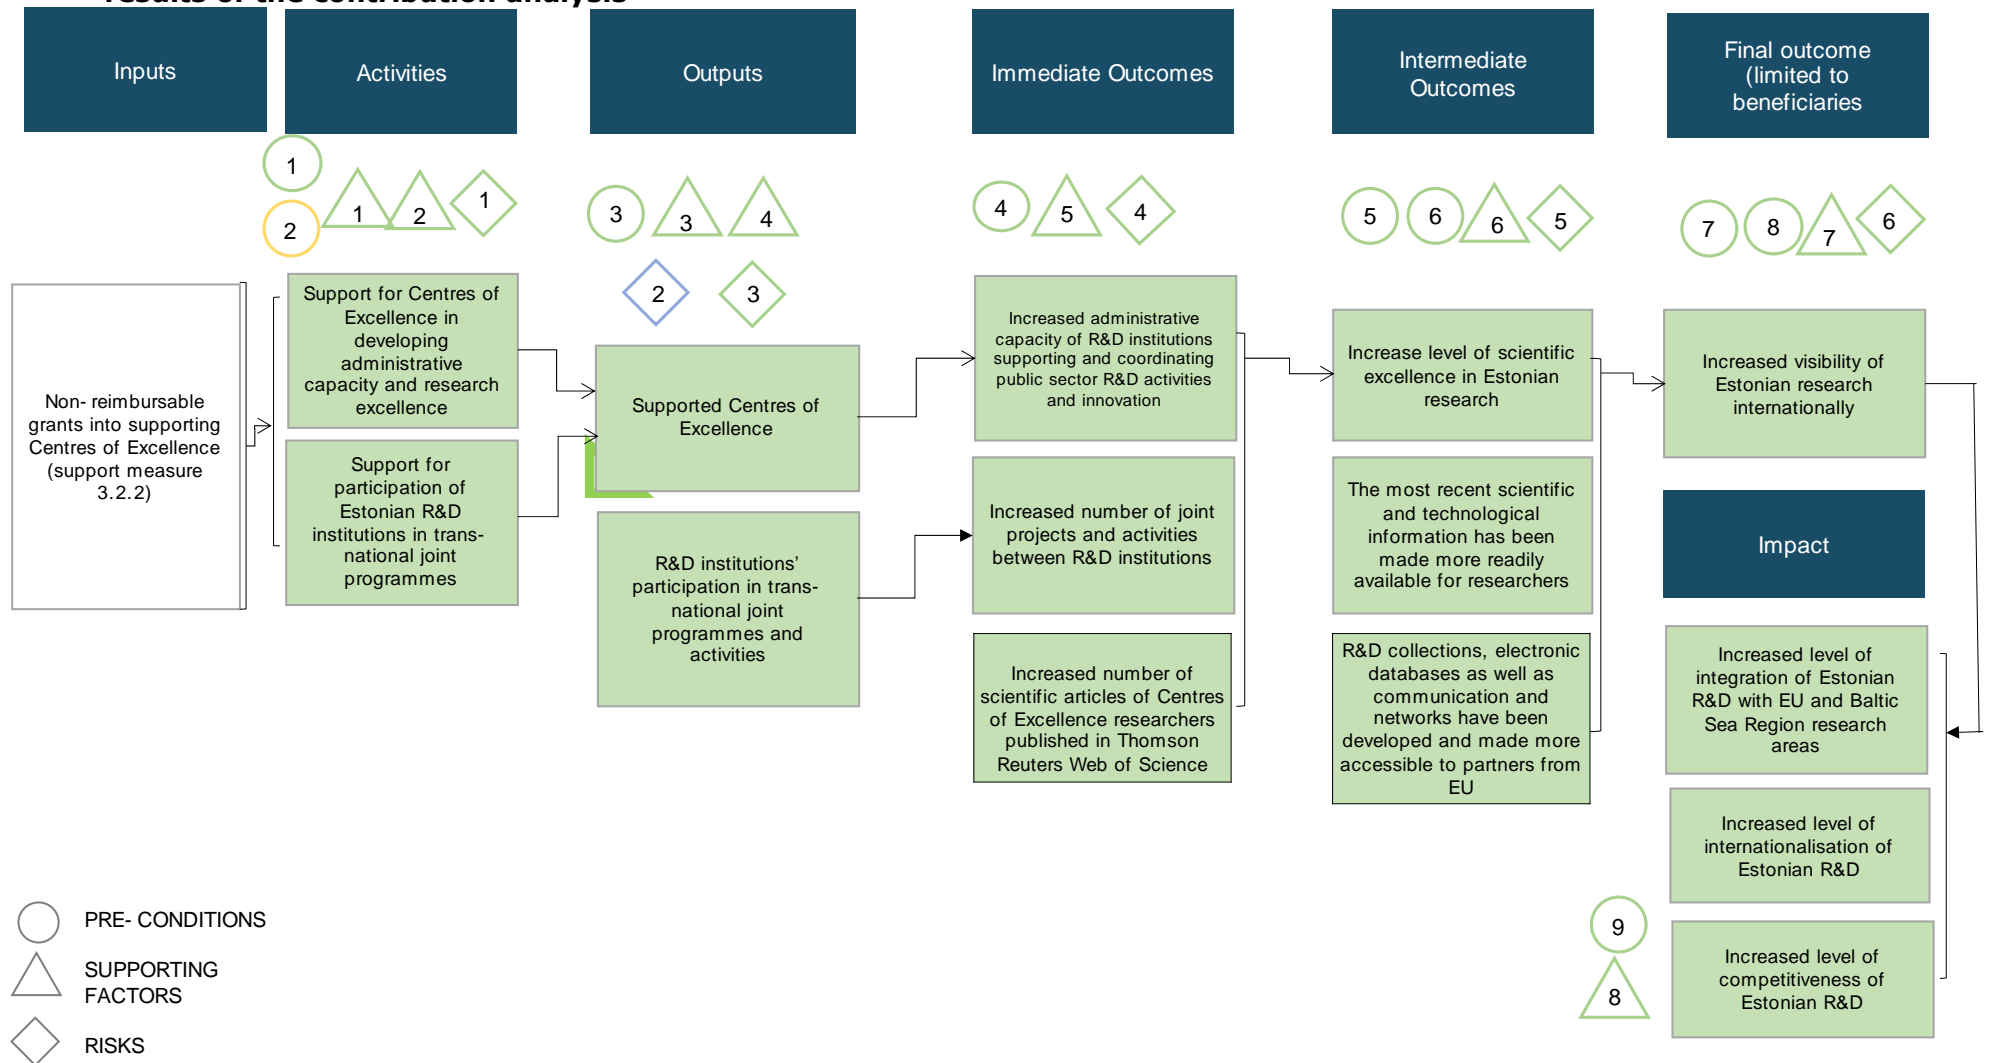 results of the contribution analysis
Inputs
Activities
Outputs
Immediate Outcomes
Intermediate
Outcomes
Final outcome
(limited to
beneficiaries
1
2
1
2
1
3
3
4
2
3
4
5
4
5
6
6
5
7
8
7
6
Non- reimbursable
grants into supporting
Centres of Excellence
(support measure
3.2.2)
Support for Centres of
Excellence in
developing
administrative
capacity and research
excellence
Support for
participation of
Estonian R&D
institutions in trans-
national joint
programmes
Supported Centres of
Excellence
R&D institutions’
participation in trans-
national joint
programmes and
activities
Increased administrative
capacity of R&D institutions
supporting and coordinating
public sector R&D activities
and innovation
Increased number of joint
projects and activities
between R&D institutions
Increased number of
scientific articles of Centres
of Excellence researchers
published in Thomson
Reuters Web of Science
Increase level of scientific
excellence in Estonian
research
The most recent scientific
and technological
information has been
made more readily
available for researchers
R&D collections, electronic
databases as well as
communication and
networks have been
developed and made more
accessible to partners from
EU
Increased visibility of
Estonian research
internationally
Impact
Increased level of
integration of Estonian
R&D with EU and Baltic
Sea Region research
areas
Increased level of
internationalisation of
Estonian R&D
Increased level of
competitiveness of
Estonian R&D
9
8
PRE- CONDITIONS
SUPPORTING
FACTORS
RISKS